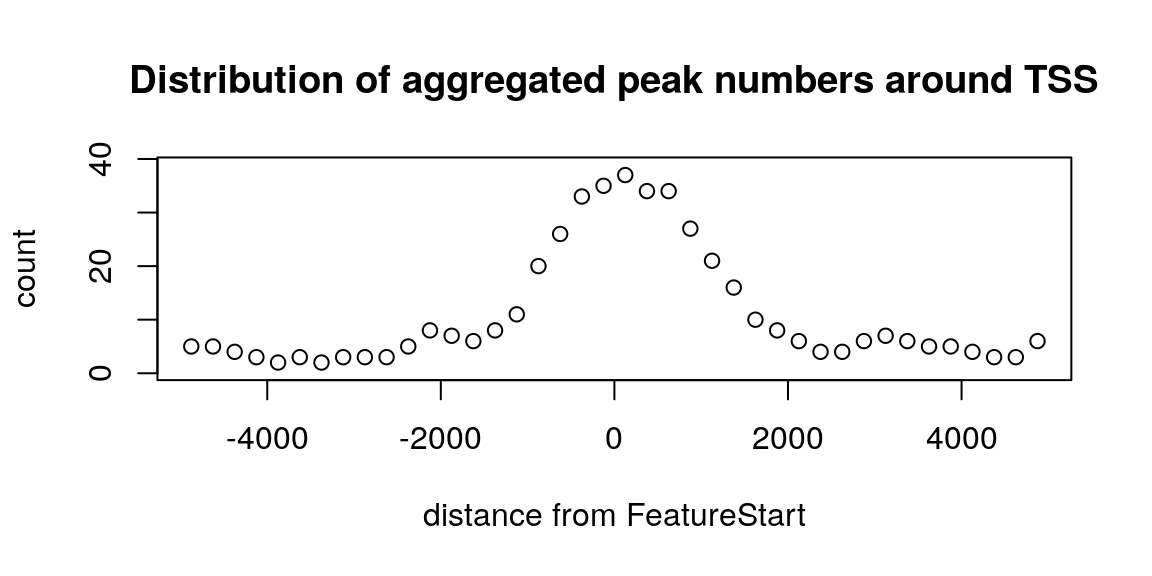 Distribution of aggregated peak numbers around TSS
count
40
20
0
-4000 -2000 0 2000 4000
distance from FeatureStart